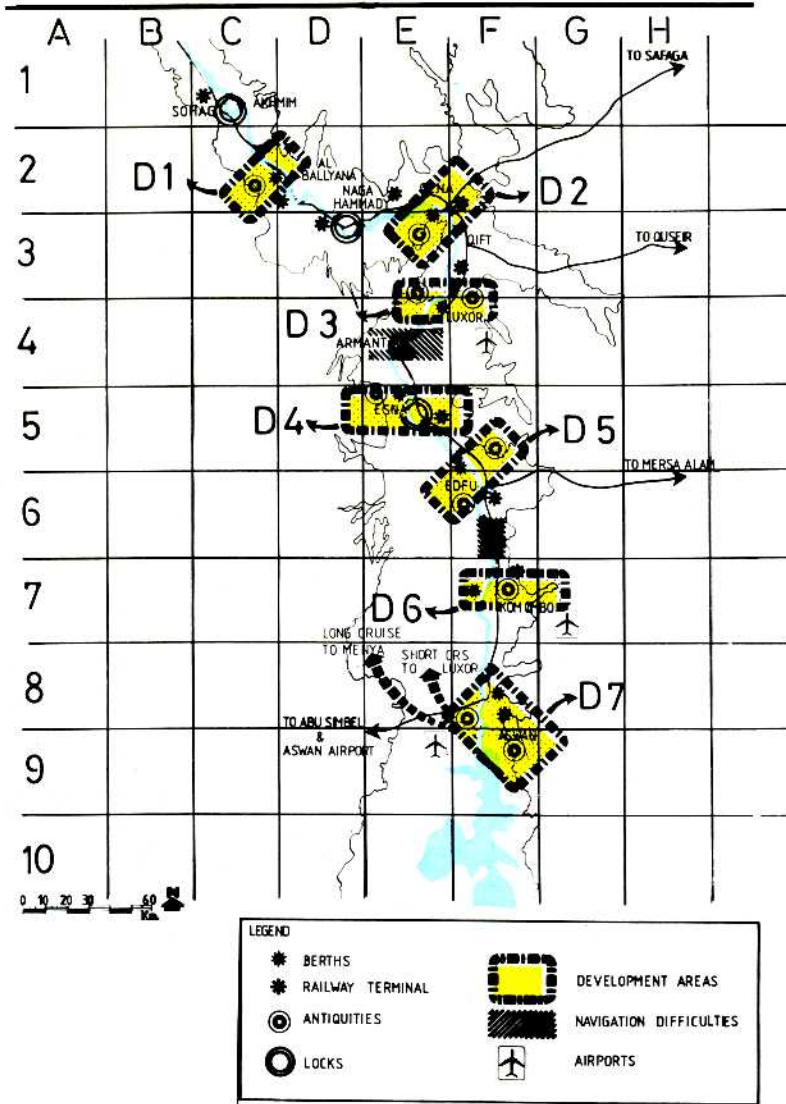 A B C D E F G H
1
TO SAFAGA
SOHAG
AKHMIM
2
D1
AL
BALLYANA
NAGA
HAMMADY
D2
3
QIFT
TO QUSEIR
D3
LUXOR
4
ARMANT
5
D4
ESNA
D5
TO MERSA ALAM
EDFU
6
7
D6
KOM OMBO
LONG CRUISE
TO MENYA
SHORT CRS
TO LUXOR
8
D7
TO ABU SIMBEL
&
ASWAN AIRPORT
ASWAN
9
10
0 10 20 30 60
Km.
N
LEGEND
BERTHS
RAILWAY TERMINAL
ANTIQUITIES
LOCKS
DEVELOPMENT AREAS
NAVIGATION DIFFICULTIES
AIRPORTS